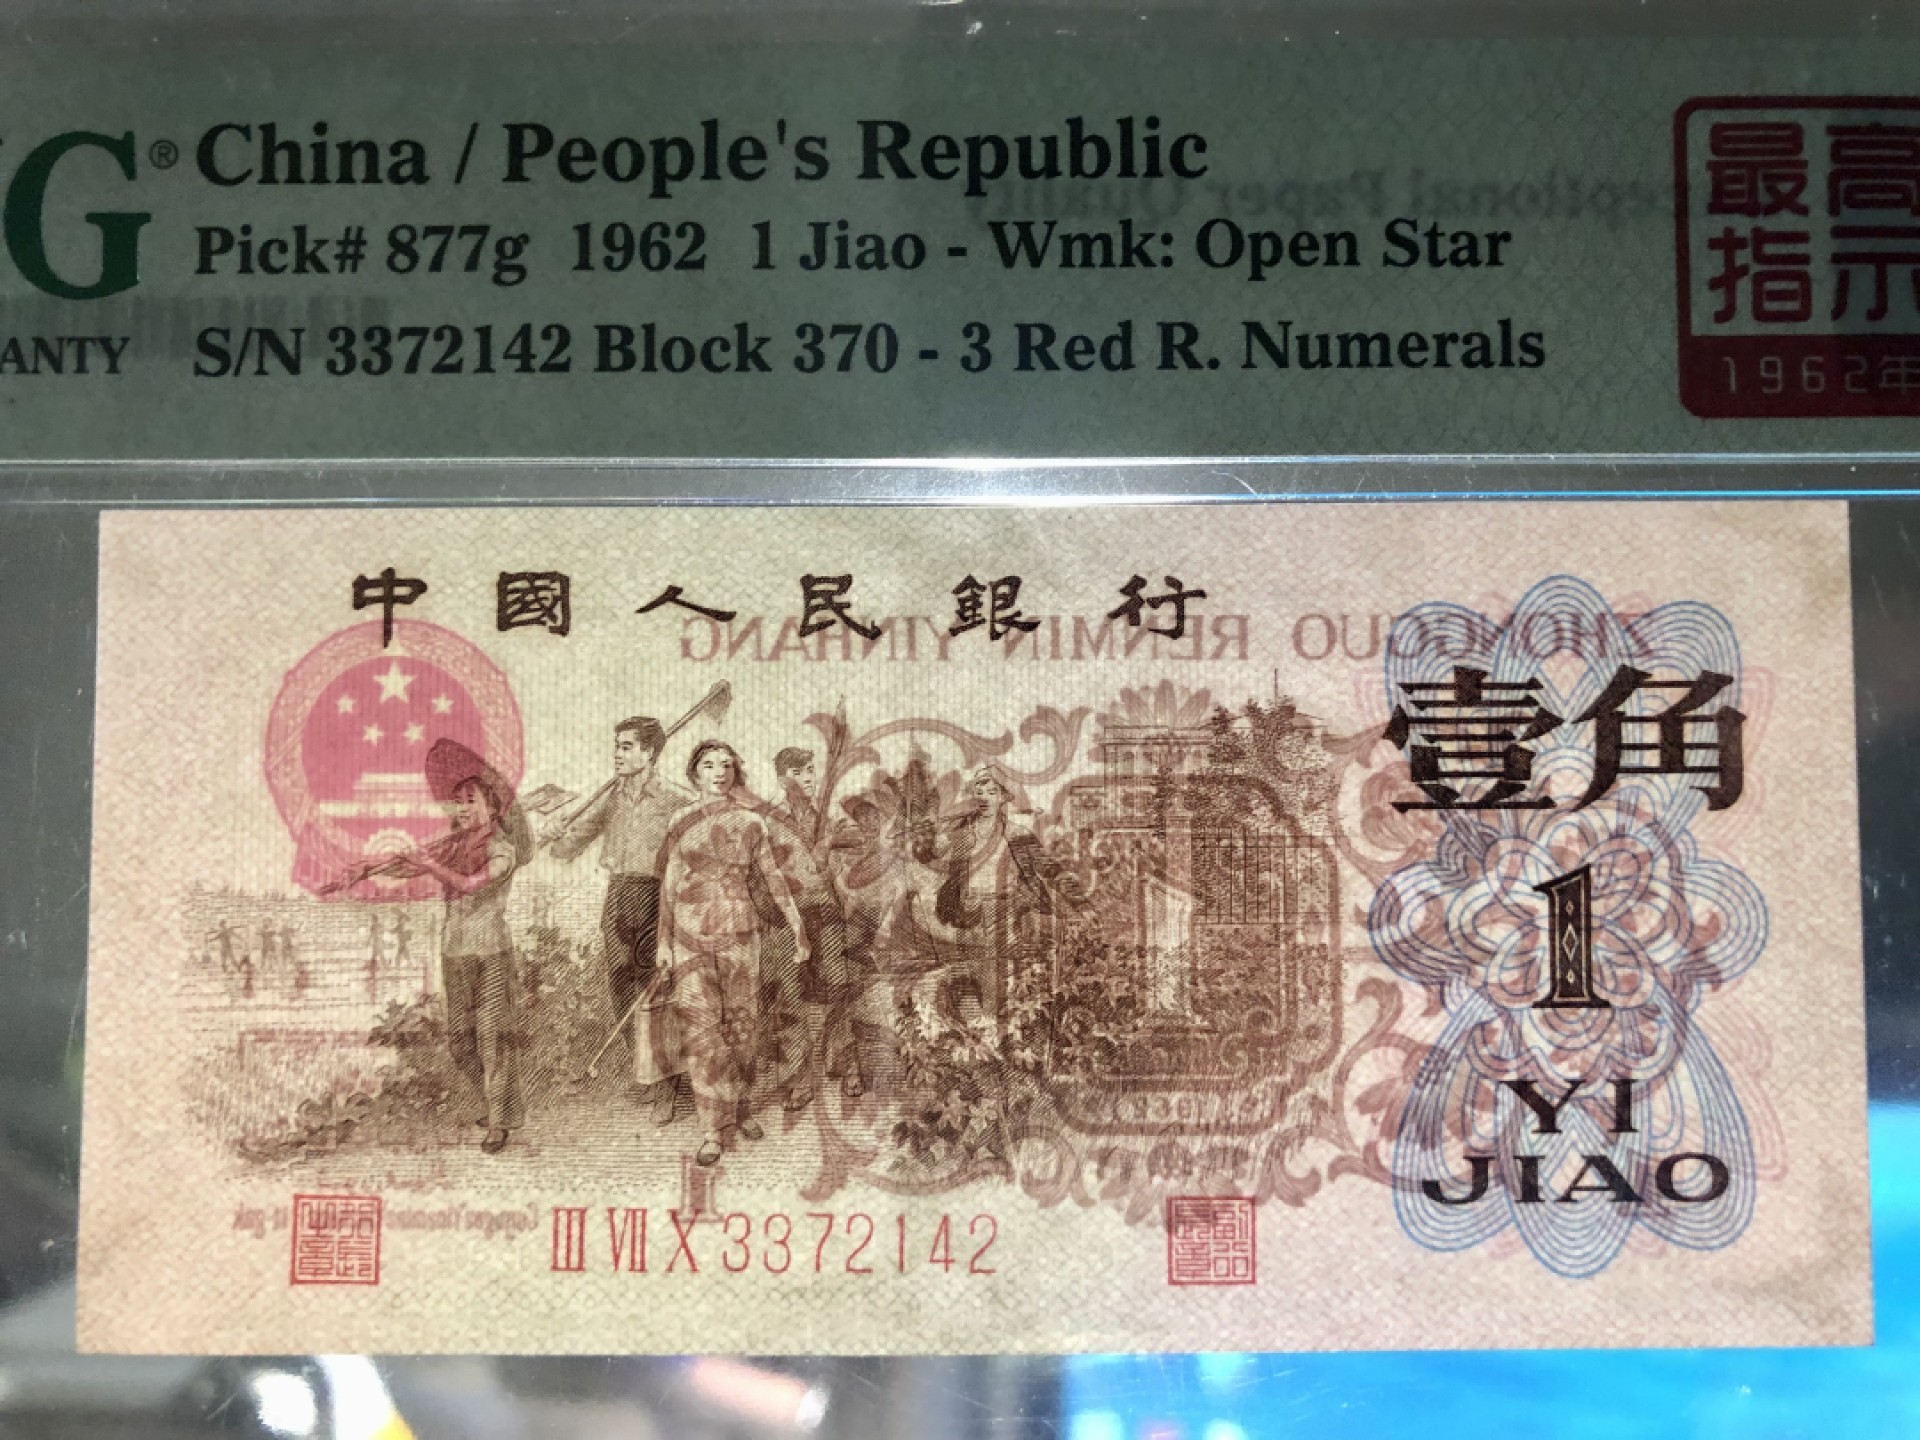 G® China / People's Republic
Pick# 877g 1962 1 Jiao - Wmk: Open Star
ANTY S/N 3372142 Block 370 - 3 Red R. Numerals
最高
指示
1962年
中國人民銀行
ZHONGGUO RENMIN YINHANG
壹角
1
YI
JIAO
III VII X 3372142